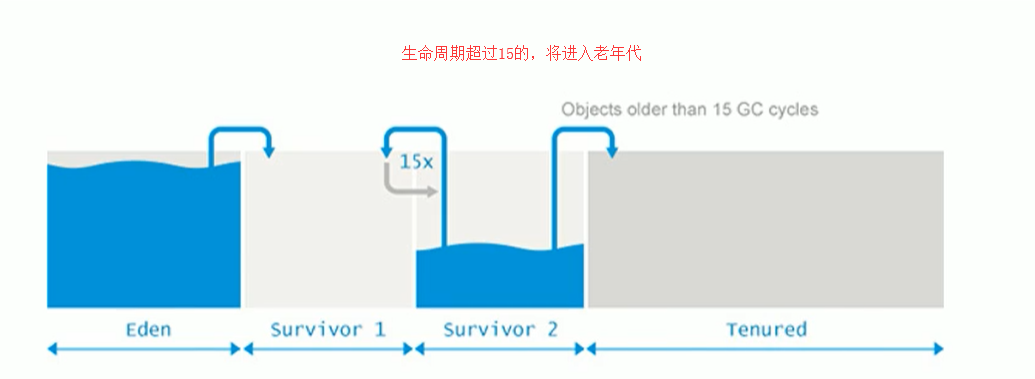 生命周期超过15的，将进入老年代
Objects older than 15 GC cycles
15x
Eden
Survivor 1
Survivor 2
Tenured